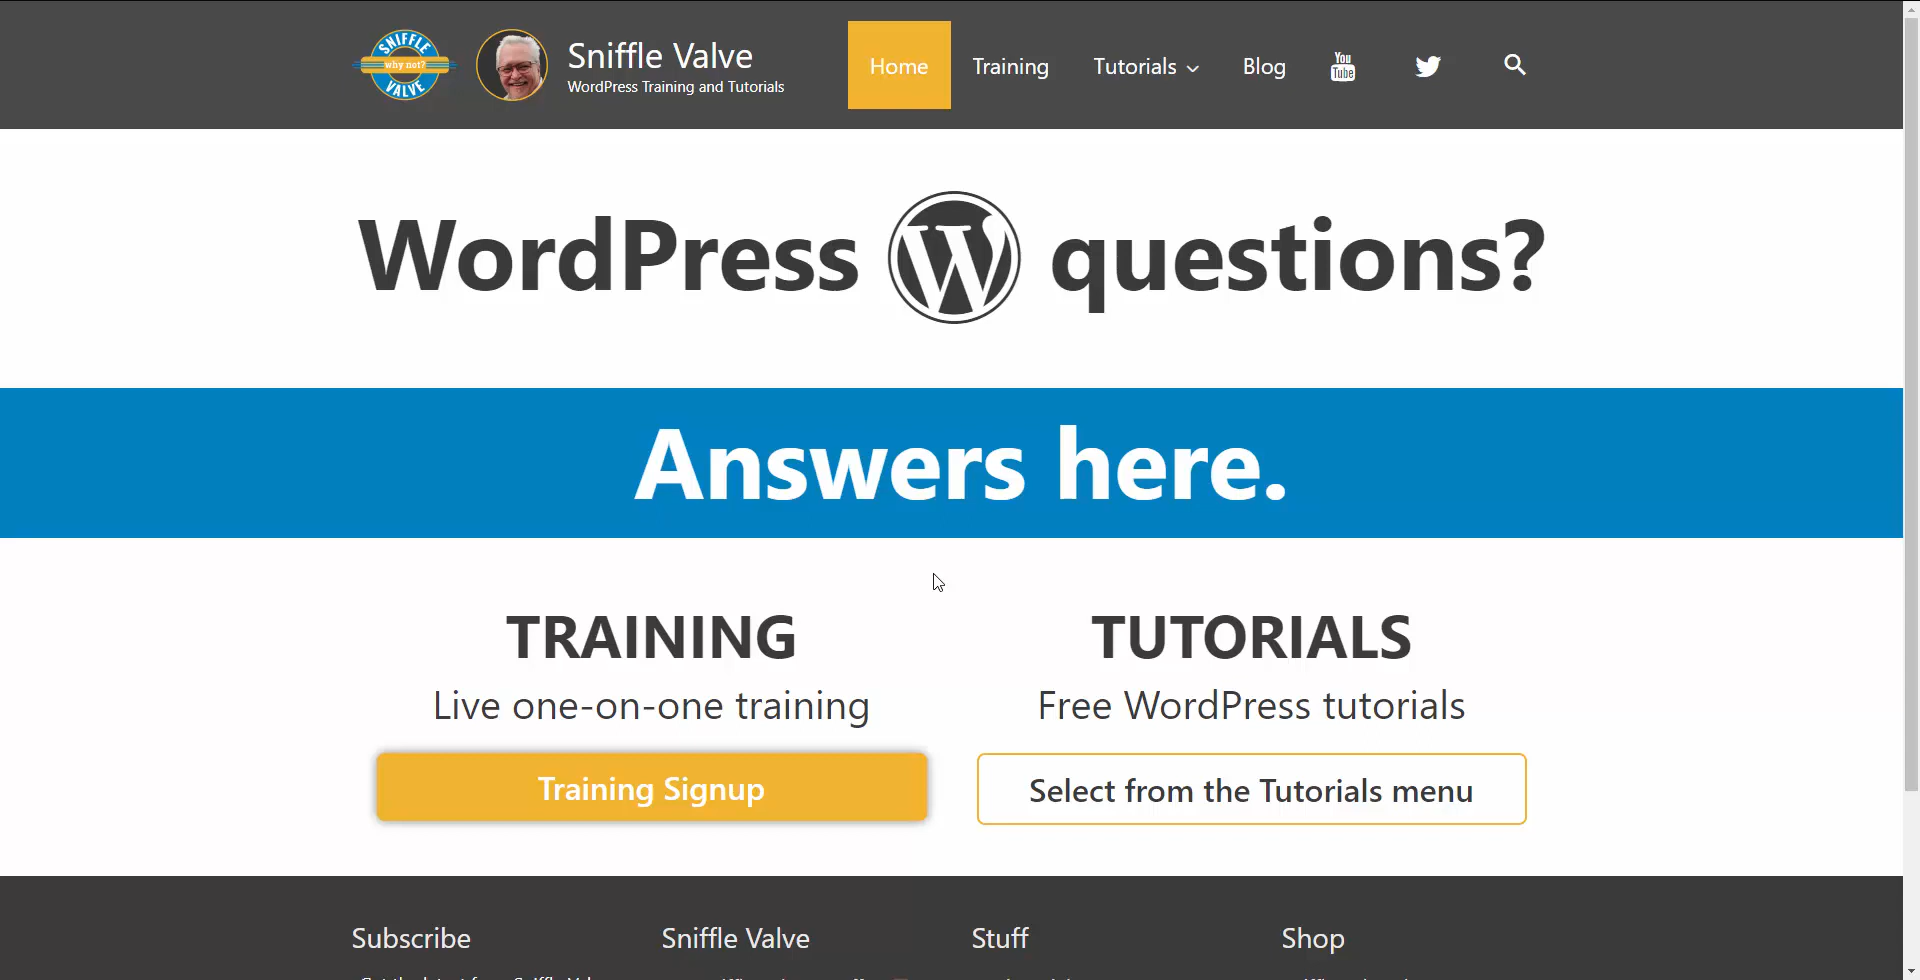 SNIFFLE
why not?
VALVE
Sniffle Valve
WordPress Training and Tutorials
Home
Training
Tutorials
Blog
You
Tube
WordPress
questions?
Answers here.
TRAINING
Live one-on-one training
Training Signup
TUTORIALS
Free WordPress tutorials
Select from the Tutorials menu
Subscribe
Sniffle Valve
Stuff
Shop